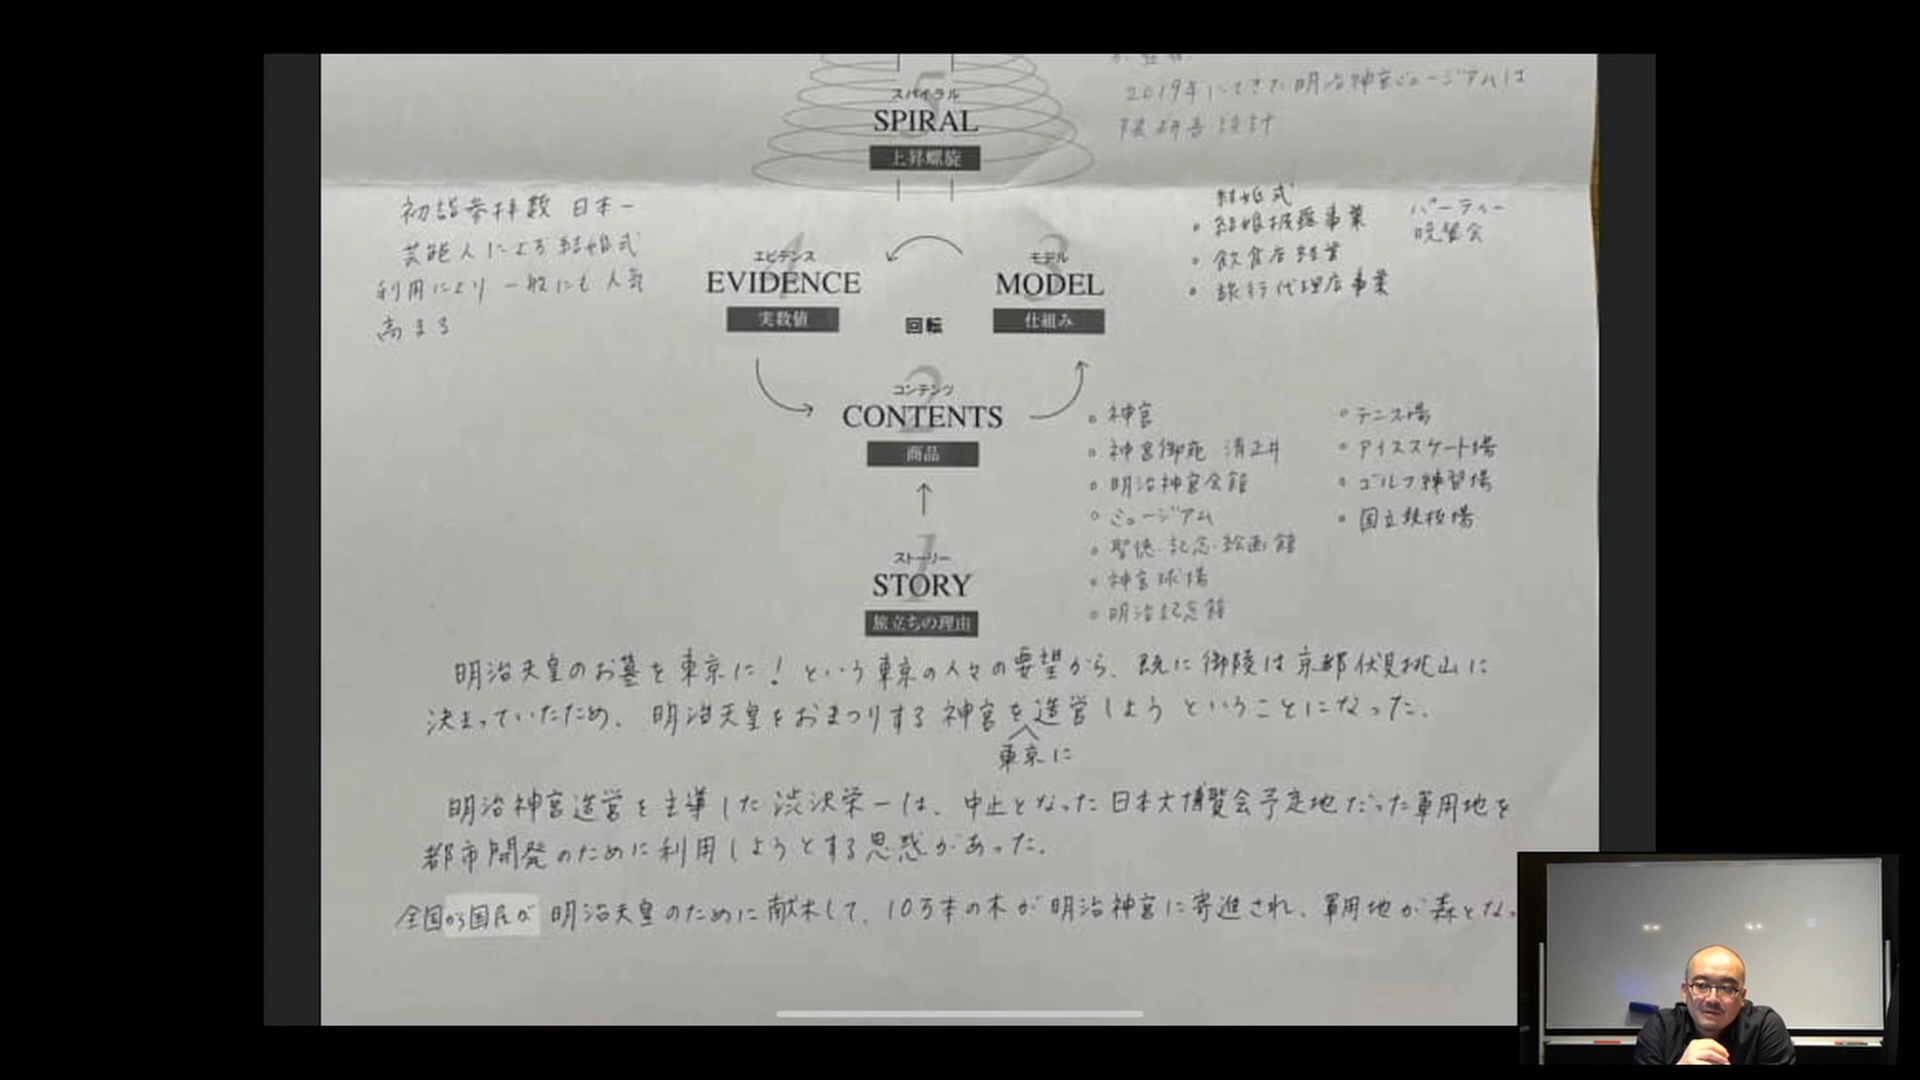 2019年にできた明治神宮ミュージアムは
隈研吾設計
5
スパイラル
SPIRAL
上昇螺旋
初詣参拝数 日本一
芸能人による結婚式
利用により一般にも人気
高まる
4
エビデンス
EVIDENCE
実数値
回転
3
モデル
MODEL
仕組み
結婚式
・結婚披露事業
・飲食店経営
・旅行代理店事業
パーティー
晩餐会
2
コンテンツ
CONTENTS
商品
・神宮
・神宮御苑 清正井
・明治神宮会館
・ミュージアム
・聖徳記念絵画館
・神宮球場
・明治記念館
・テニス場
・アイススケート場
・ゴルフ練習場
・国立競技場
1
ストーリー
STORY
旅立ちの理由
明治天皇のお墓を東京に！という東京の人々の要望から、既に御陵は京都伏見桃山に
決まっていたため、明治天皇をおまつりする神宮を造営しようということになった。
東京に
明治神宮造営を主導した渋沢栄一は、中止となった日本大博覧会予定地だった軍用地を
都市開発のために利用しようとする思惑があった。
全国から国民が明治天皇のために献木して、10万本の木が明治神宮に寄進され、軍用地が森となっ